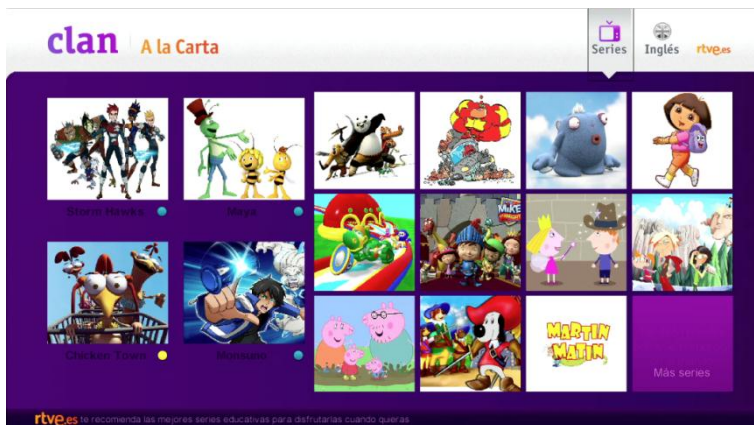 clan A la Carta
Series
Inglés
rtve.es
Storm Hawks
Maya
MIKE
Chicken Town
Monsuno
MARTIN
MATIN
Más series
rtve.es te recomienda las mejores series educativas para disfrutarlas cuando quieras